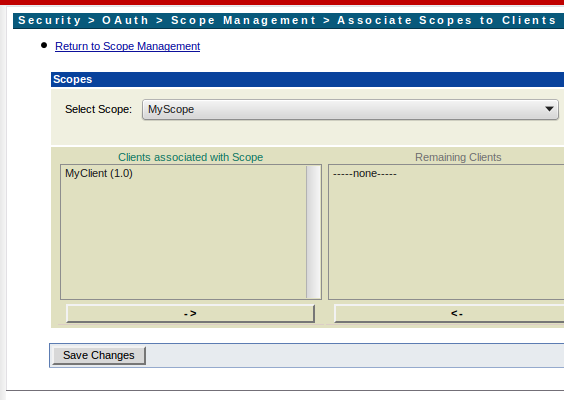 Security > OAuth > Scope Management > Associate Scopes to Clients
Return to Scope Management
Scopes
Select Scope: MyScope
Clients associated with Scope
Remaining Clients
MyClient (1.0)
-----none-----
->
<-
Save Changes